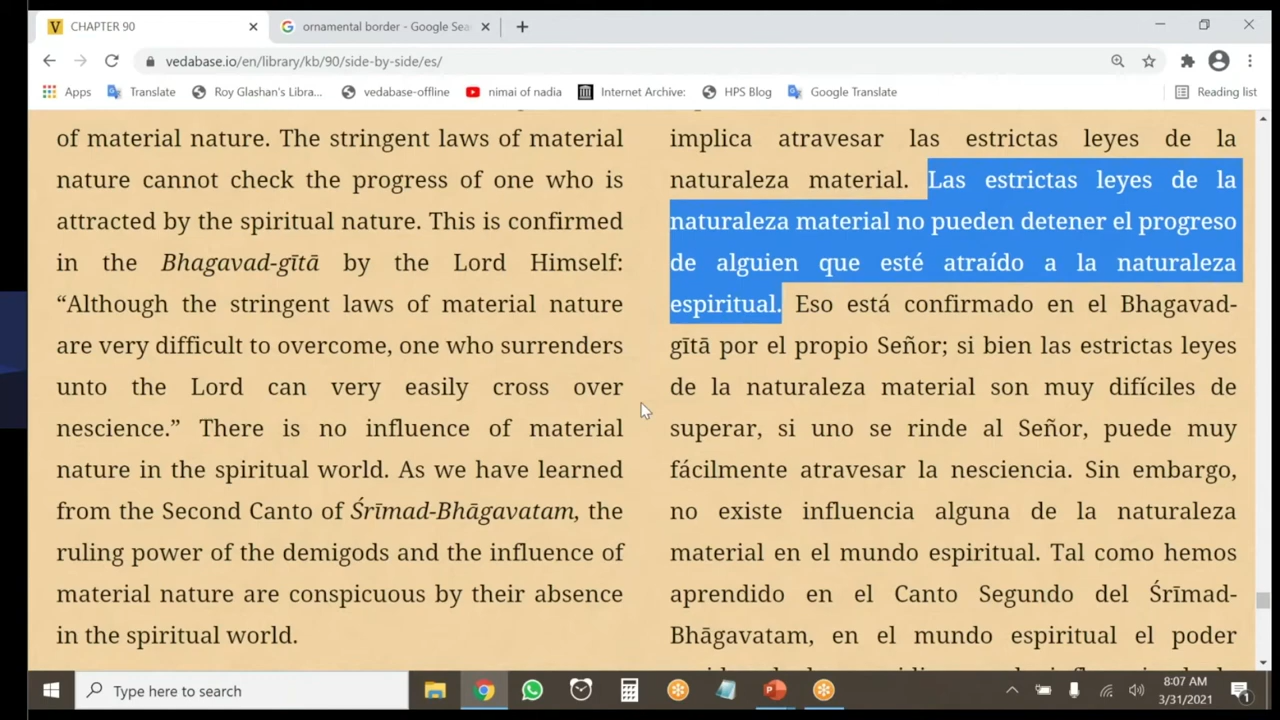 CHAPTER 90
ornamental border - Google Sea
vedabase.io/en/library/kb/90/side-by-side/es/
Apps
Translate
Roy Glashan's Libra...
vedabase-offline
nimai of nadia
Internet Archive:
HPS Blog
Google Translate
Reading list
of material nature. The stringent laws of material
nature cannot check the progress of one who is
attracted by the spiritual nature. This is confirmed
in the Bhagavad-gītā by the Lord Himself:
“Although the stringent laws of material nature
are very difficult to overcome, one who surrenders
unto the Lord can very easily cross over
nescience.” There is no influence of material
nature in the spiritual world. As we have learned
from the Second Canto of Śrīmad-Bhāgavatam, the
ruling power of the demigods and the influence of
material nature are conspicuous by their absence
in the spiritual world.
implica atravesar las estrictas leyes de la
naturaleza material. Las estrictas leyes de la
naturaleza material no pueden detener el progreso
de alguien que esté atraído a la naturaleza
espiritual. Eso está confirmado en el Bhagavad-
gītā por el propio Señor; si bien las estrictas leyes
de la naturaleza material son muy difíciles de
superar, si uno se rinde al Señor, puede muy
fácilmente atravesar la nesciencia. Sin embargo,
no existe influencia alguna de la naturaleza
material en el mundo espiritual. Tal como hemos
aprendido en el Canto Segundo del Śrīmad-
Bhāgavatam, en el mundo espiritual el poder
Type here to search
8:07 AM
3/31/2021
1